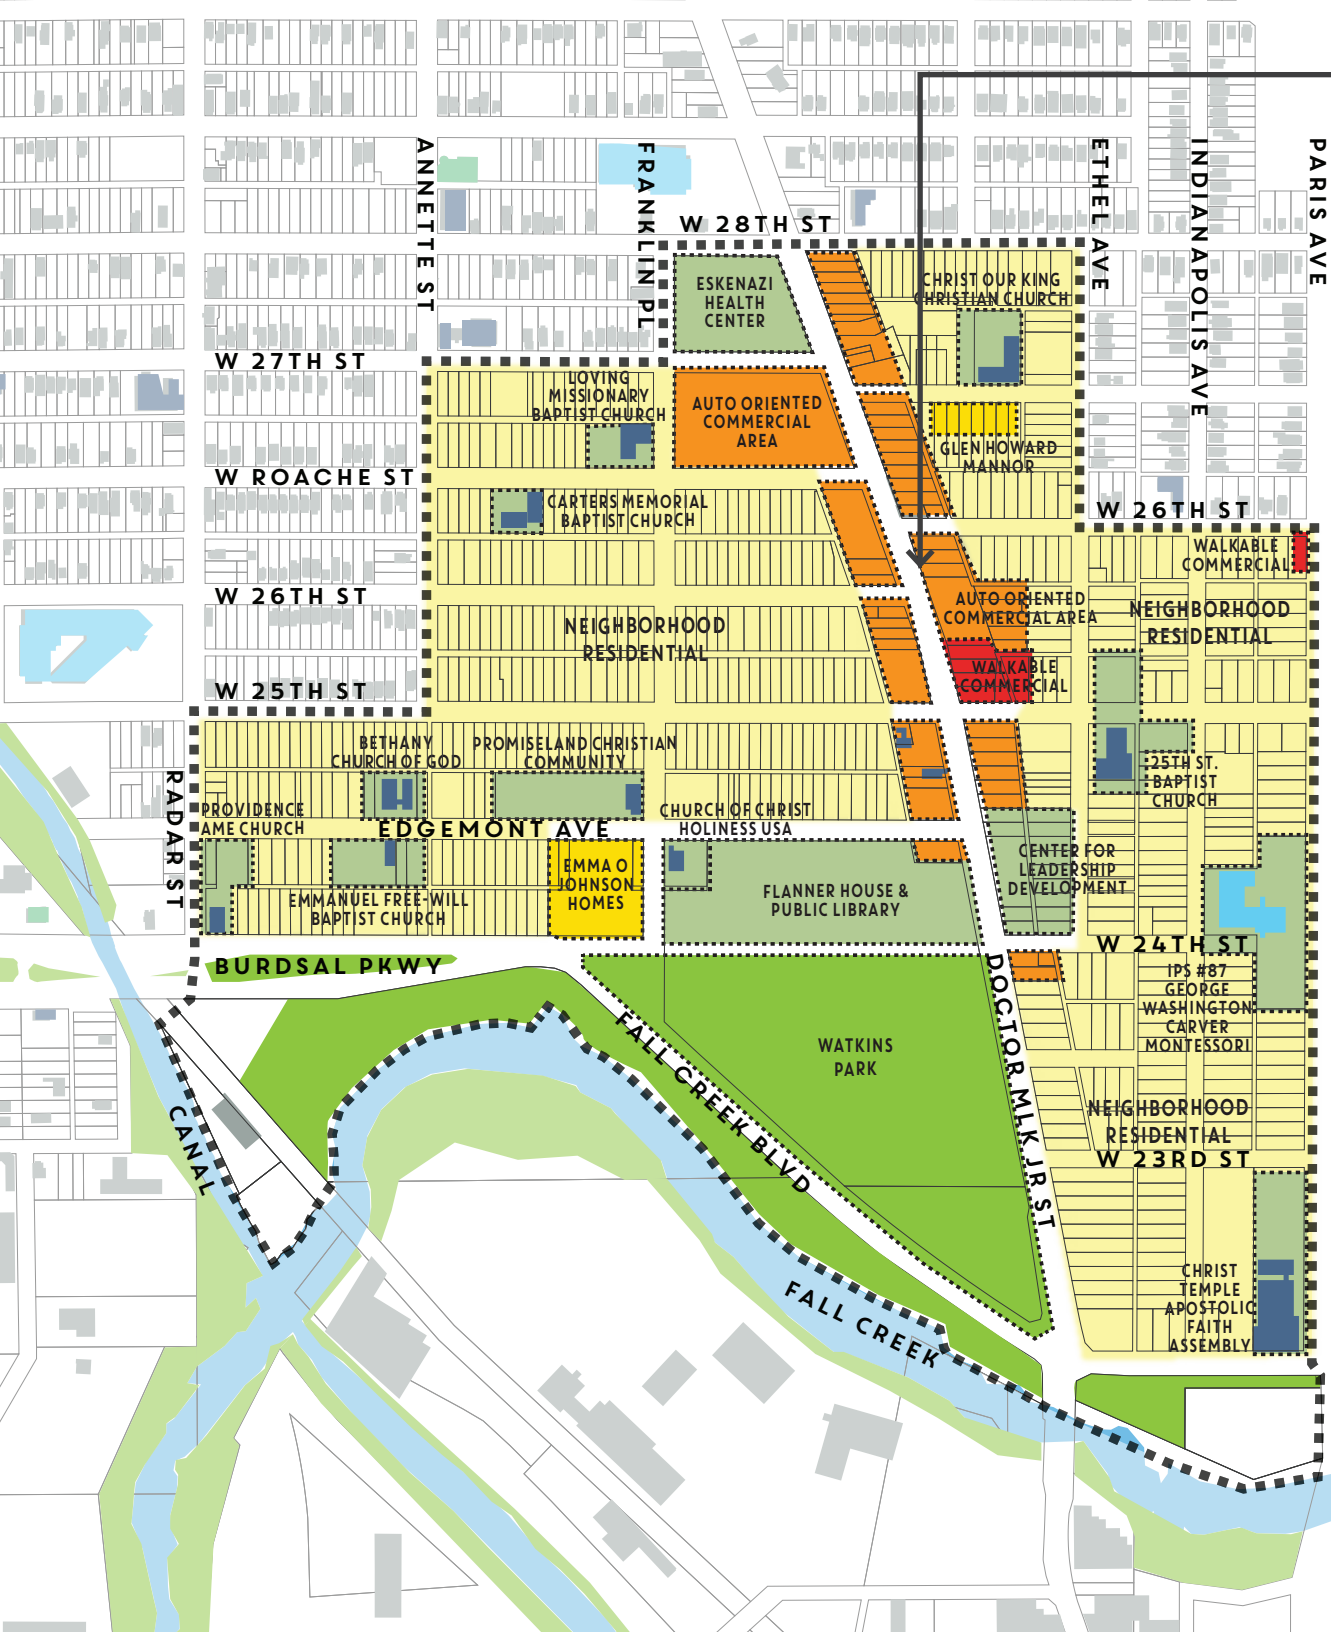 ANNETTE ST
FRANKLIN PL
ETHEL AVE
INDIANAPOLIS AVE
PARIS AVE
W 28TH ST
ESKENAZI
HEALTH
CENTER
CHRIST OUR KING
CHRISTIAN CHURCH
W 27TH ST
LOVING
MISSIONARY
BAPTIST CHURCH
AUTO ORIENTED
COMMERCIAL
AREA
GLEN HOWARD
MANNOR
W ROACHE ST
CARTERS MEMORIAL
BAPTIST CHURCH
W 26TH ST
WALKABLE
COMMERCIAL
W 26TH ST
AUTO ORIENTED
COMMERCIAL AREA
NEIGHBORHOOD
RESIDENTIAL
NEIGHBORHOOD
RESIDENTIAL
WALKABLE
COMMERCIAL
W 25TH ST
BETHANY
CHURCH OF GOD
PROMISELAND CHRISTIAN
COMMUNITY
25TH ST.
BAPTIST
CHURCH
RADAR ST
PROVIDENCE
AME CHURCH
EDGEMONT AVE
CHURCH OF CHRIST
HOLINESS USA
EMMA O
JOHNSON
HOMES
CENTER FOR
LEADERSHIP
DEVELOPMENT
EMMANUEL FREE-WILL
BAPTIST CHURCH
FLANNER HOUSE &
PUBLIC LIBRARY
W 24TH ST
BURDSAL PKWY
IPS #87
GEORGE
WASHINGTON
CARVER
MONTESSORI
DOCTOR MLK JR ST
FALL CREEK BLVD
WATKINS
PARK
CANAL
NEIGHBORHOOD
RESIDENTIAL
W 23RD ST
FALL CREEK
CHRIST
TEMPLE
APOSTOLIC
FAITH
ASSEMBLY